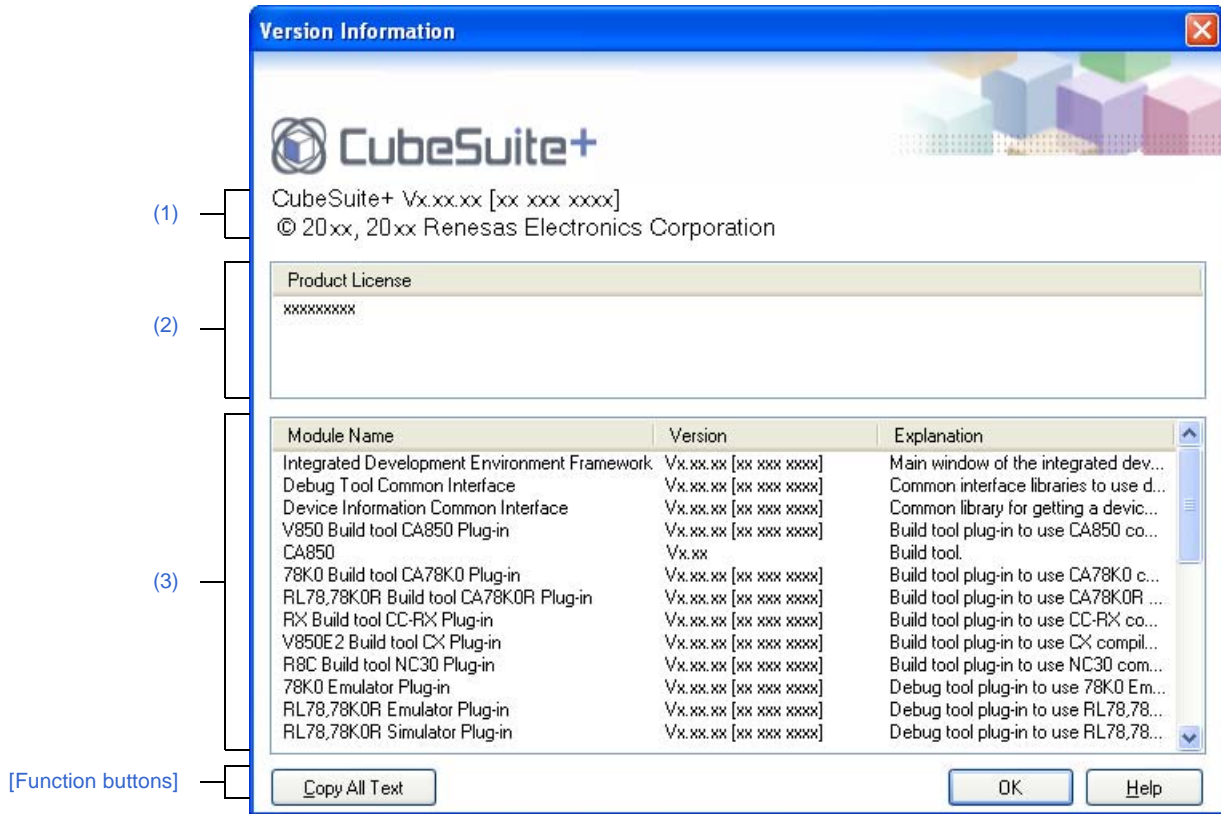 Version Information
CubeSuite+
(1)
CubeSuite+ Vx.xx.xx [xx xxx xxxx]
© 20xx, 20xx Renesas Electronics Corporation
(2)
Product License
xxxxxxxxx
(3)
Module Name Version Explanation
Integrated Development Environment Framework Vx.xx.xx [xx xxx xxxx] Main window of the integrated dev...
Debug Tool Common Interface Vx.xx.xx [xx xxx xxxx] Common interface libraries to use d...
Device Information Common Interface Vx.xx.xx [xx xxx xxxx] Common library for getting a devic...
V850 Build tool CA850 Plug-in Vx.xx.xx [xx xxx xxxx] Build tool plug-in to use CA850 co...
CA850 Vx.xx Build tool.
78K0 Build tool CA78K0 Plug-in Vx.xx.xx [xx xxx xxxx] Build tool plug-in to use CA78K0 c...
RL78,78K0R Build tool CA78K0R Plug-in Vx.xx.xx [xx xxx xxxx] Build tool plug-in to use CA78K0R ...
RX Build tool CC-RX Plug-in Vx.xx.xx [xx xxx xxxx] Build tool plug-in to use CC-RX co...
V850E2 Build tool CX Plug-in Vx.xx.xx [xx xxx xxxx] Build tool plug-in to use CX compil...
R8C Build tool NC30 Plug-in Vx.xx.xx [xx xxx xxxx] Build tool plug-in to use NC30 com...
78K0 Emulator Plug-in Vx.xx.xx [xx xxx xxxx] Debug tool plug-in to use 78K0 Em...
RL78,78K0R Emulator Plug-in Vx.xx.xx [xx xxx xxxx] Debug tool plug-in to use RL78,78...
RL78,78K0R Simulator Plug-in Vx.xx.xx [xx xxx xxxx] Debug tool plug-in to use RL78,78...
[Function buttons]
Copy All Text OK Help